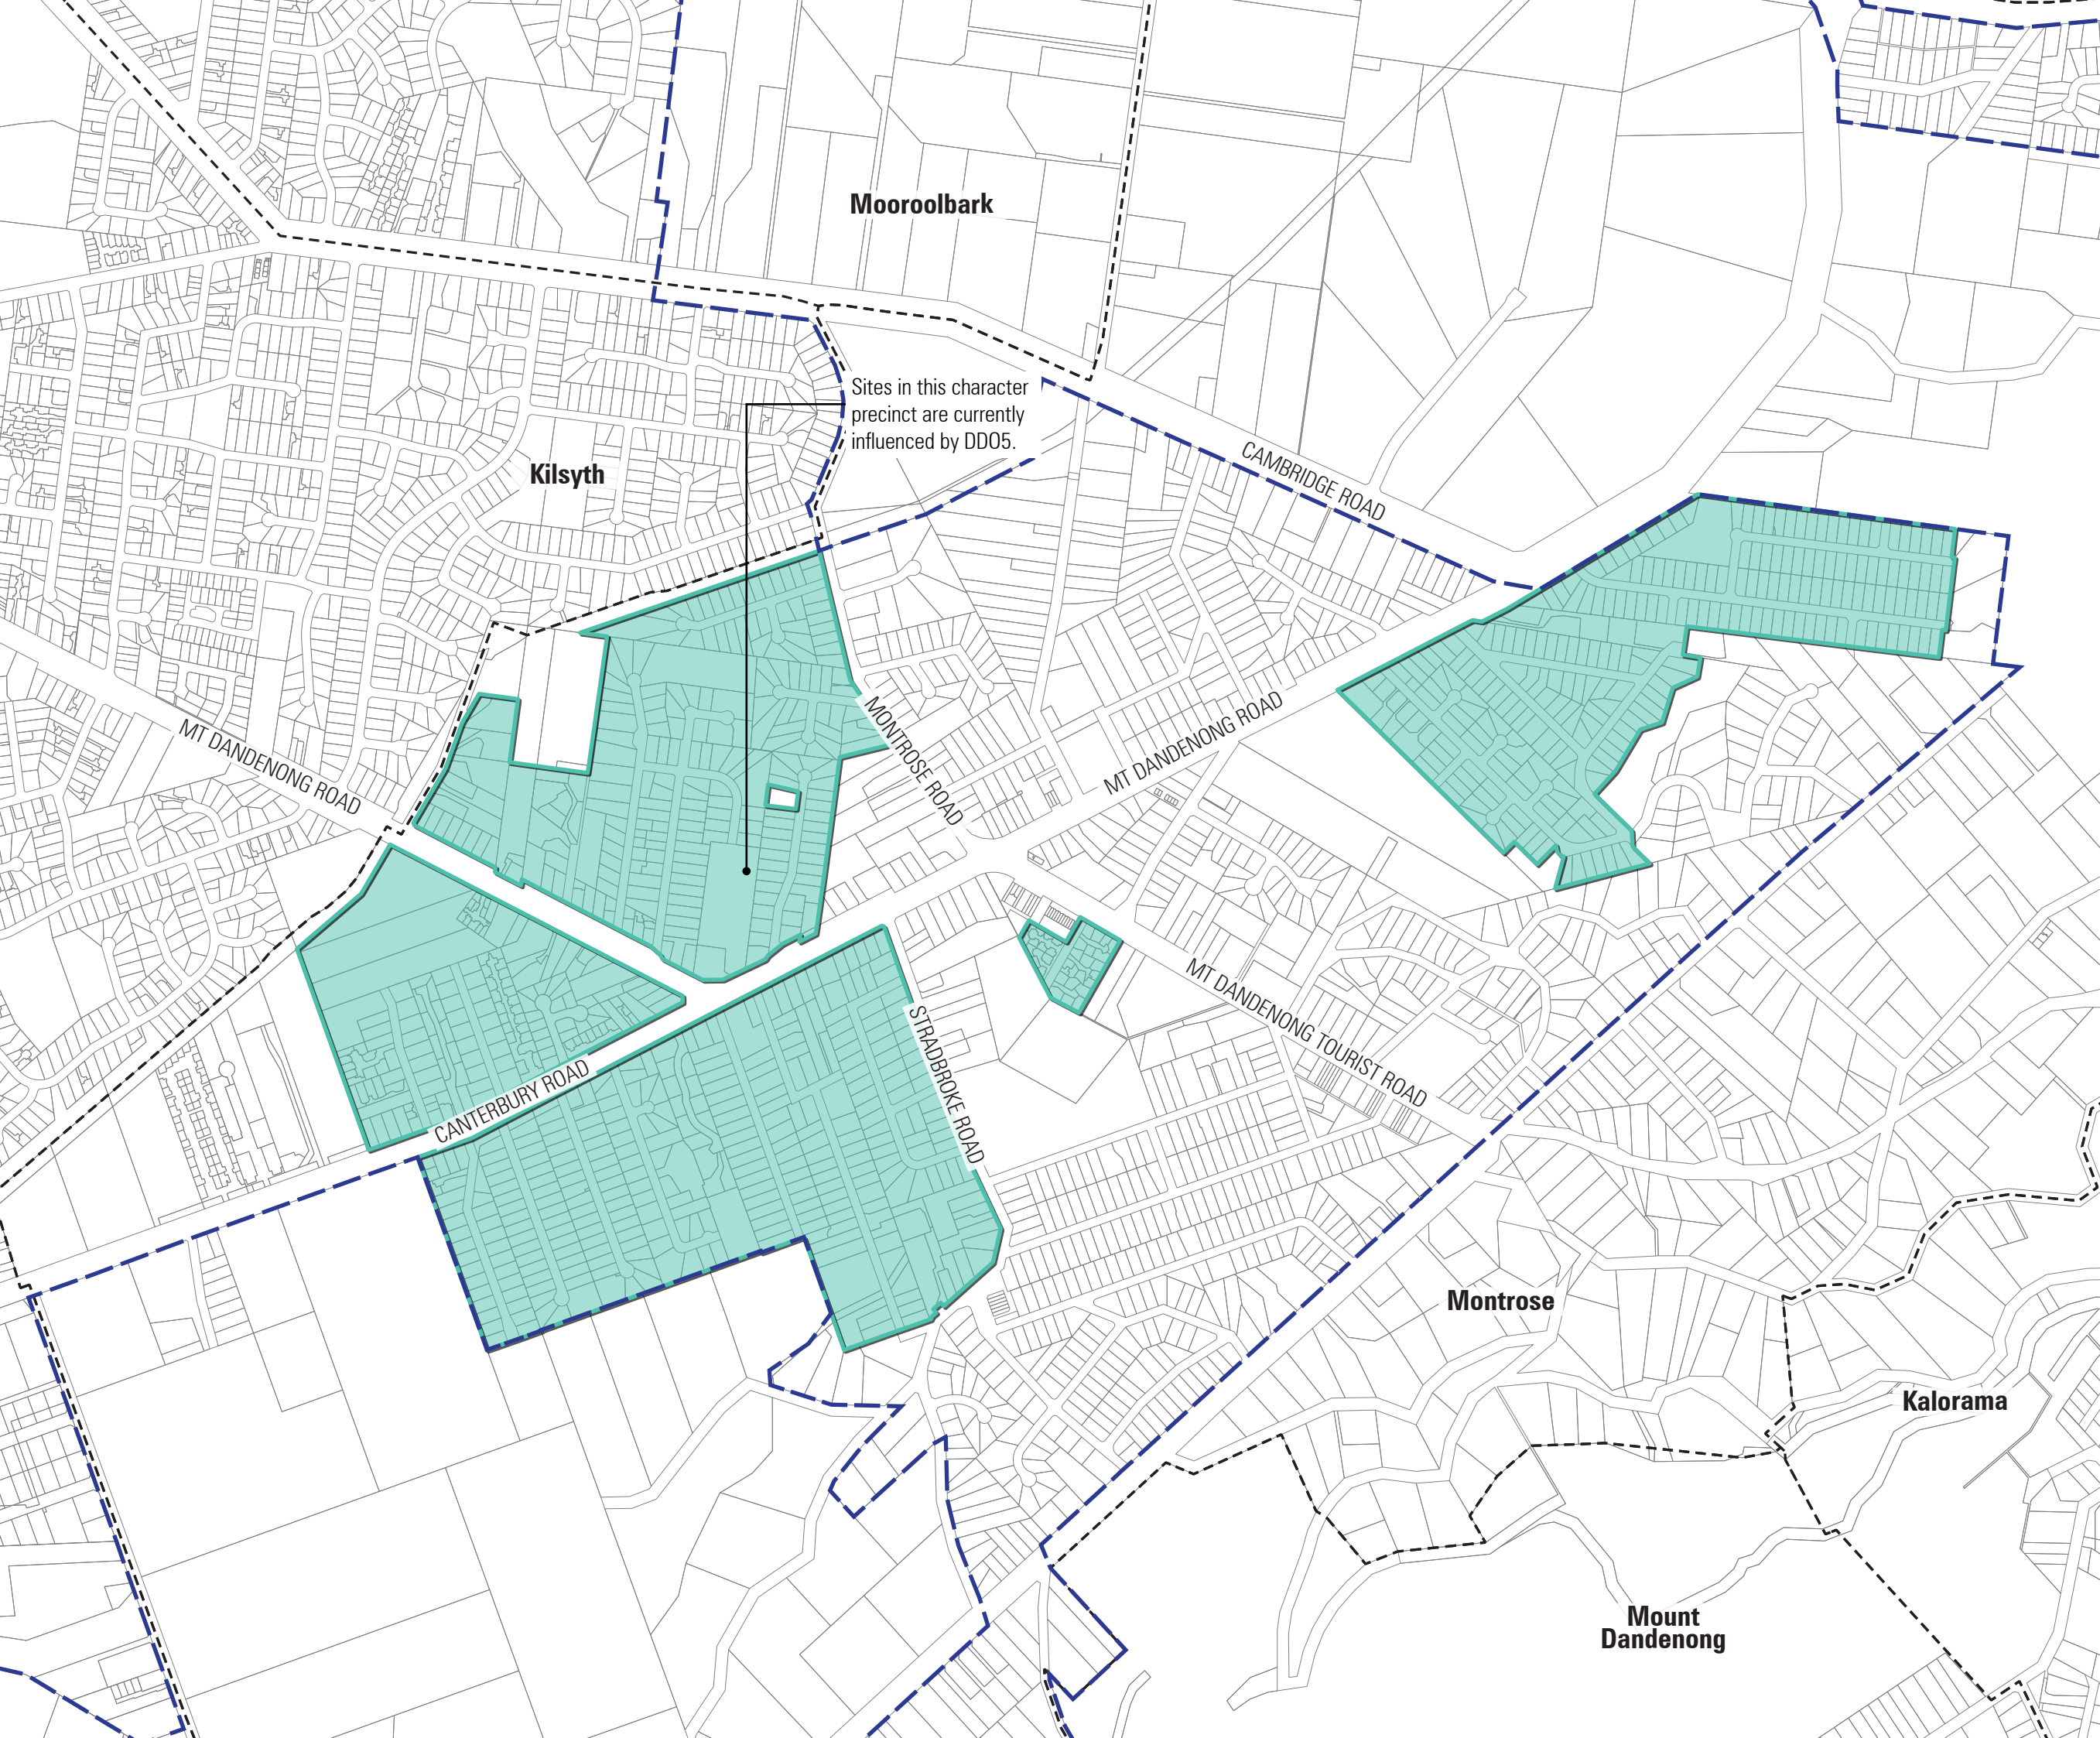 Mooroolbark
Sites in this character
precinct are currently
influenced by DDO5.
Kilsyth
CAMBRIDGE ROAD
MT DANDENONG ROAD
MONTROSE ROAD
MT DANDENONG ROAD
MT DANDENONG TOURIST ROAD
STRADBROKE ROAD
CANTERBURY ROAD
Montrose
Kalorama
Mount
Dandenong